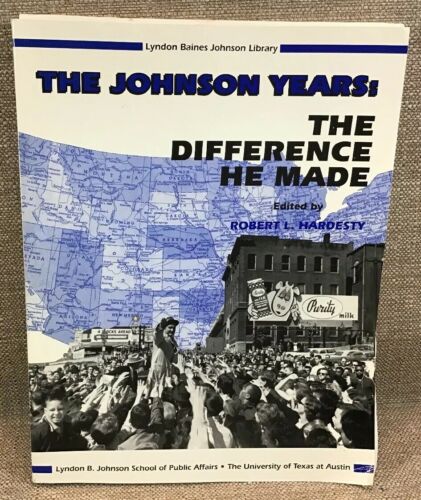 Lyndon Baines Johnson Library
THE JOHNSON YEARS:
THE
DIFFERENCE
HE MADE
Edited by
ROBERT L. HARDESTY
Purity
milk
Lyndon B. Johnson School of Public Affairs • The University of Texas at Austin